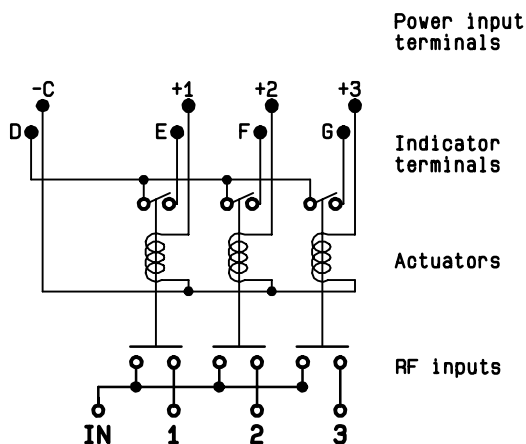 Power input
terminals
-C +1 +2 +3
D E F G
Indicator
terminals
Actuators
RF inputs
IN 1 2 3